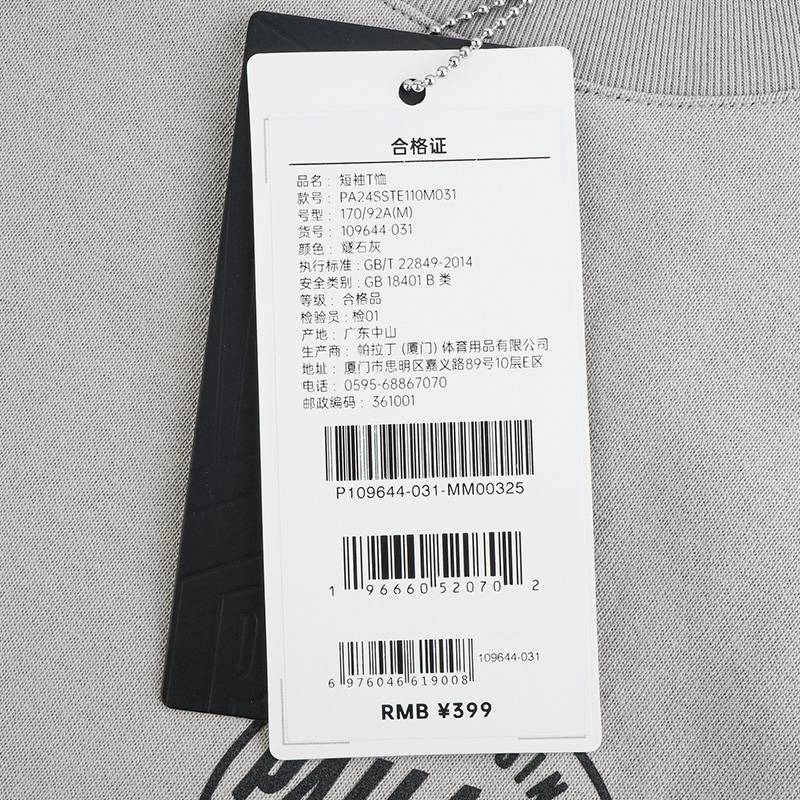 合格证
品名: 短袖T恤
款号: PA24SSTE110M031
号型: 170/92A(M)
货号: 109644-031
颜色: 燧石灰
执行标准: GB/T 22849-2014
安全类别: GB 18401 B 类
等级: 合格品
检验员: 检01
产地: 广东中山
生产商: 帕拉丁 (厦门) 体育用品有限公司
地址: 厦门市思明区嘉义路89号10层E区
电话: 0595-68867070
邮政编码: 361001
P109644-031-MM00325
1 96660 52070 2
109644-031
6 976046 619008
RMB ¥399